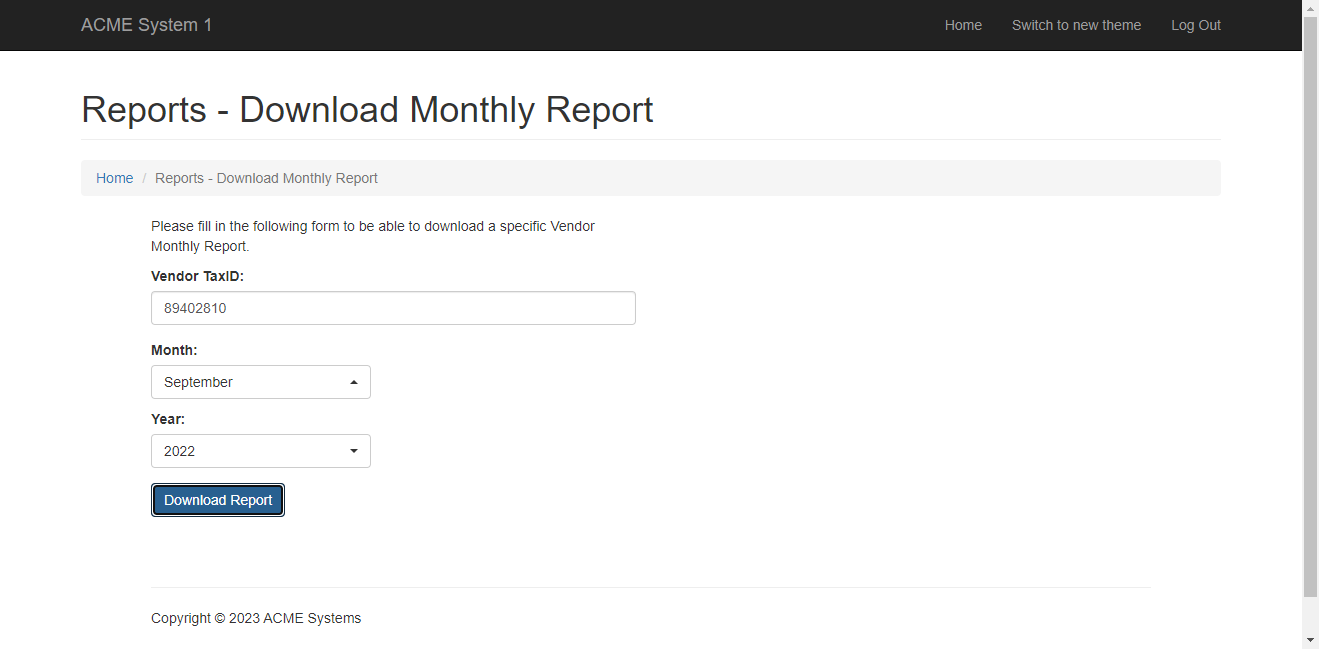 ACME System 1
Home
Switch to new theme
Log Out
Reports - Download Monthly Report
Home / Reports - Download Monthly Report
Please fill in the following form to be able to download a specific Vendor
Monthly Report.
Vendor TaxID:
89402810
Month:
September
Year:
2022
Download Report
Copyright © 2023 ACME Systems